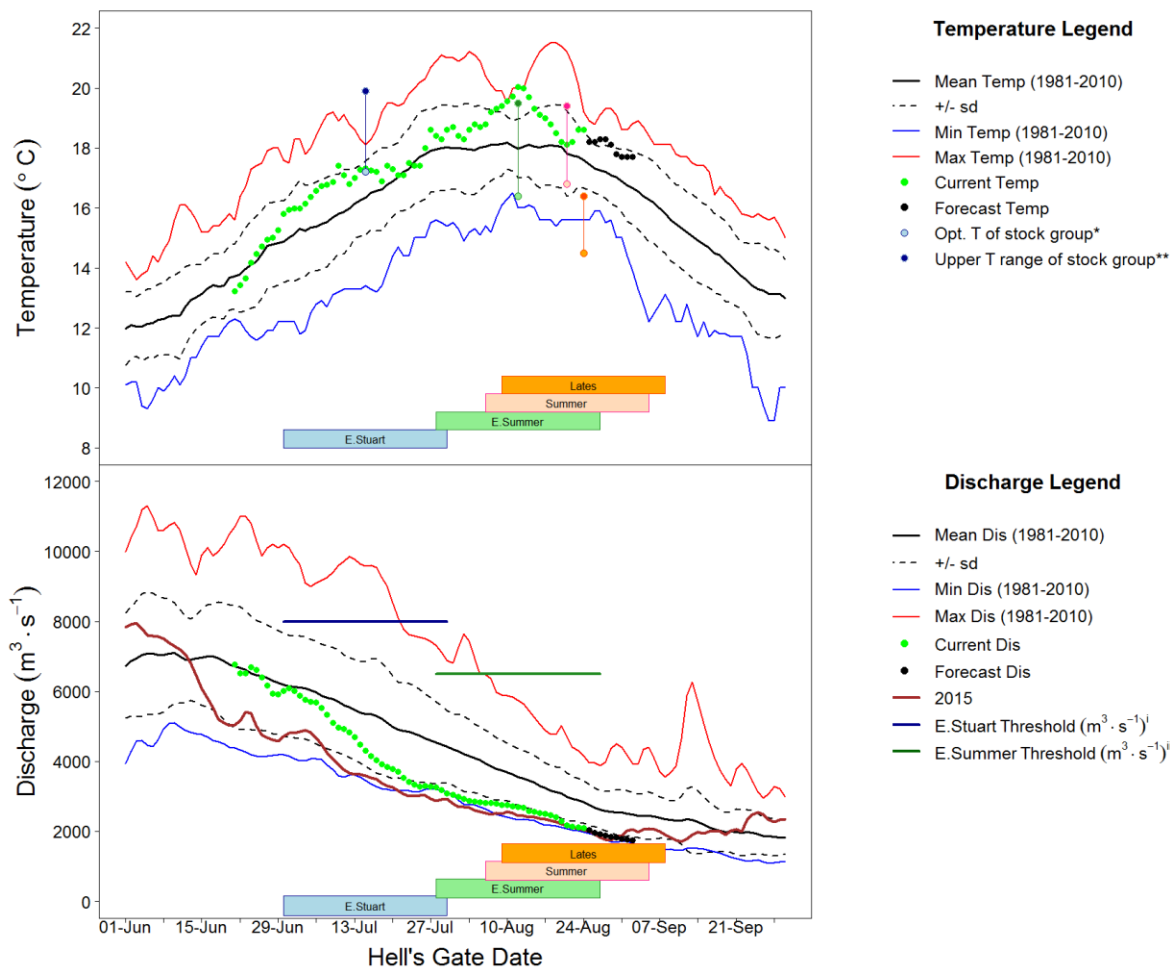 Temperature (° C)
22
20
18
16
14
12
10
8
Lates
Summer
E.Summer
E.Stuart
Temperature Legend
Mean Temp (1981-2010)
+/- sd
Min Temp (1981-2010)
Max Temp (1981-2010)
Current Temp
Forecast Temp
Opt. T of stock group*
Upper T range of stock group**
Discharge (m³ · s⁻¹)
12000
10000
8000
6000
4000
2000
0
Lates
Summer
E.Summer
E.Stuart
01-Jun 15-Jun 29-Jun 13-Jul 27-Jul 10-Aug 24-Aug 07-Sep 21-Sep
Hell's Gate Date
Discharge Legend
Mean Dis (1981-2010)
+/- sd
Min Dis (1981-2010)
Max Dis (1981-2010)
Current Dis
Forecast Dis
2015
E.Stuart Threshold (m³ · s⁻¹)ⁱ
E.Summer Threshold (m³ · s⁻¹)ⁱ